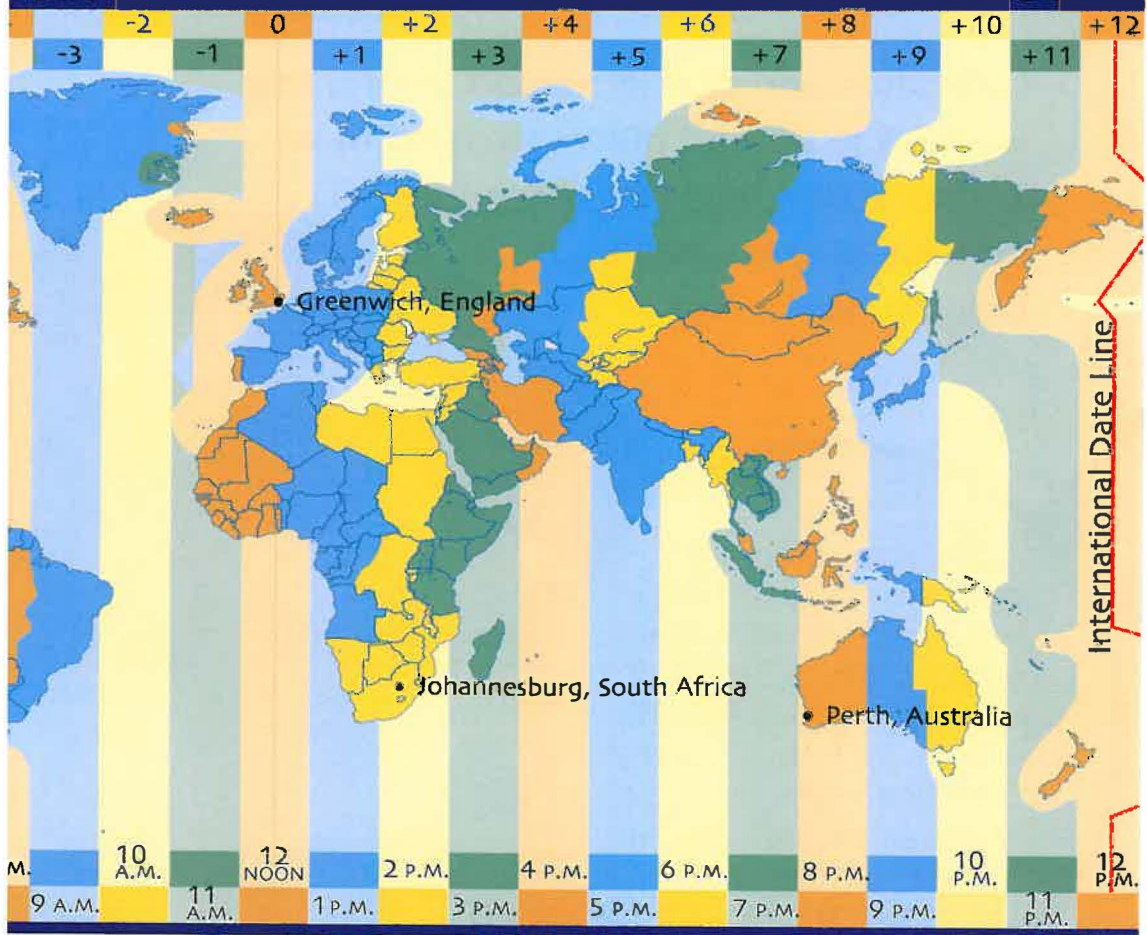 -2 0 +2 +4 +6 +8 +10 +12
-3 -1 +1 +3 +5 +7 +9 +11
Greenwich, England
International Date Line
Johannesburg, South Africa
Perth, Australia
M. 10 A.M. 12 NOON 2 P.M. 4 P.M. 6 P.M. 8 P.M. 10 P.M. 12 P.M.
9 A.M. 11 A.M. 1 P.M. 3 P.M. 5 P.M. 7 P.M. 9 P.M. 11 P.M.